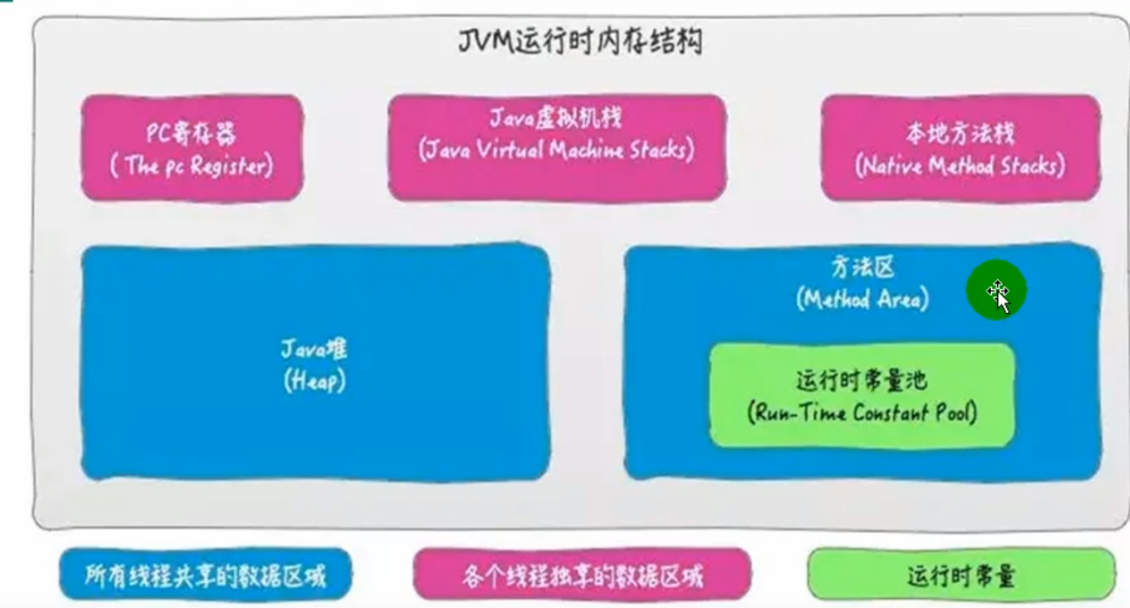 JVM运行时内存结构
PC寄存器
( The pc Register)
Java虚拟机栈
(Java Virtual Machine Stacks)
本地方法栈
(Native Method Stacks)
Java堆
(Heap)
方法区
(Method Area)
运行时常量池
(Run-Time Constant Pool)
所有线程共享的数据区域
各个线程独享的数据区域
运行时常量